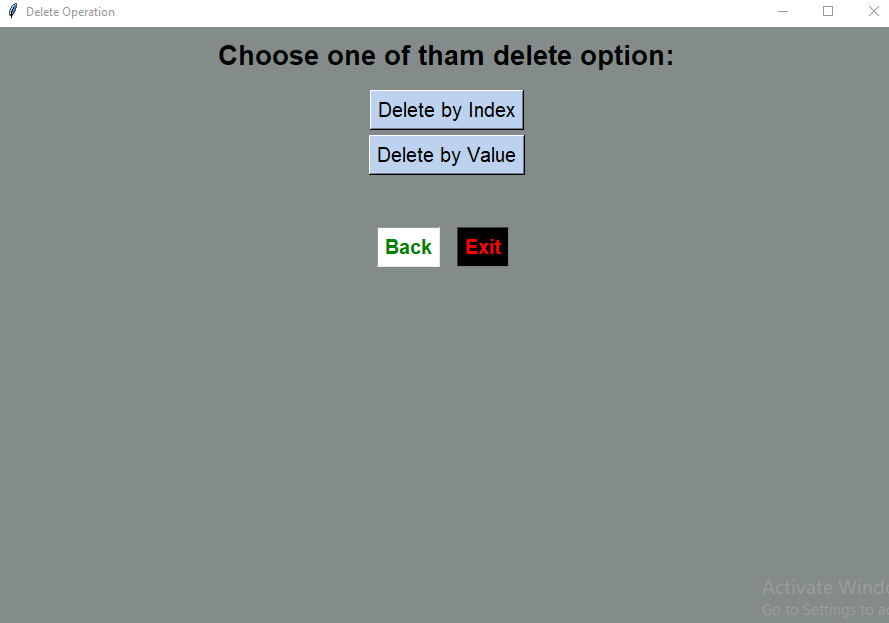 Delete Operation
Choose one of tham delete option:
Delete by Index
Delete by Value
Back Exit
Activate Windo
Go to Settings to a